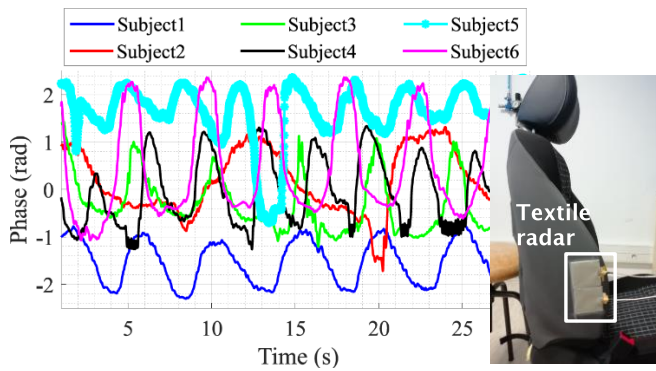 Subject1 Subject3 Subject5
Subject2 Subject4 Subject6
Phase (rad)
2
1
0
-1
-2
5 10 15 20 25
Time (s)
Textile
radar